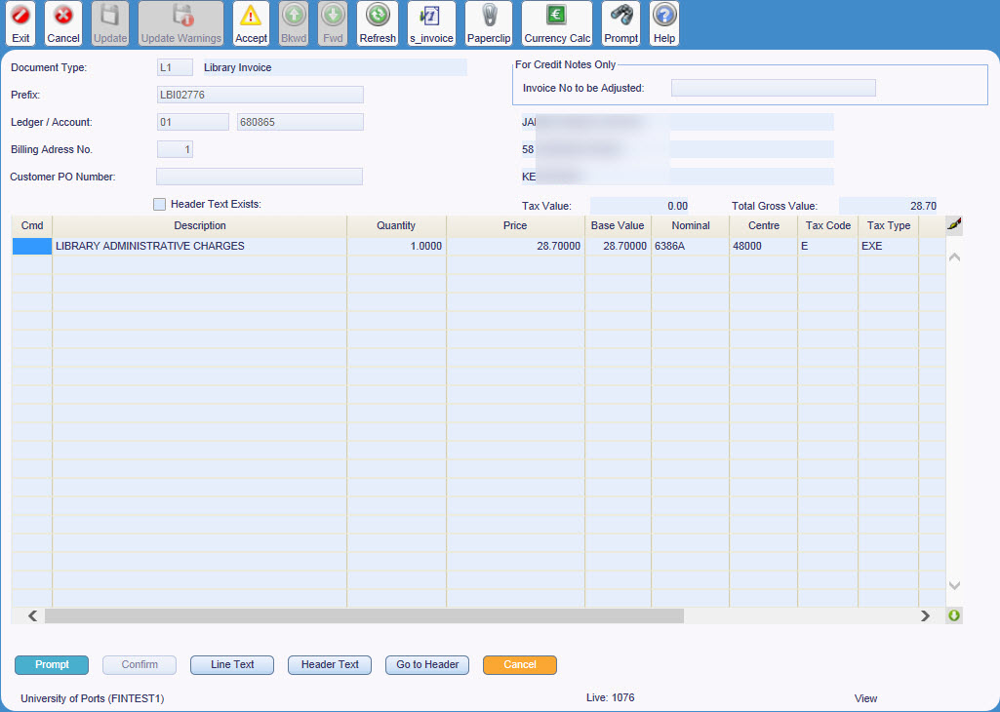 Exit Cancel Update Update Warnings Accept Bkwd Fwd Refresh s_invoice Paperclip Currency Calc Prompt Help
Document Type: L1 Library Invoice
For Credit Notes Only
Prefix: LBI02776
Invoice No to be Adjusted:
Ledger / Account: 01 680865
Billing Adress No. 1
58
Customer PO Number:
Header Text Exists:
Tax Value: 0.00 Total Gross Value: 28.70
Cmd Description Quantity Price Base Value Nominal Centre Tax Code Tax Type
LIBRARY ADMINISTRATIVE CHARGES 1.0000 28.70000 28.70000 6386A 48000 E EXE
Prompt Confirm Line Text Header Text Go to Header Cancel
University of Ports (FINTEST1) Live: 1076 View